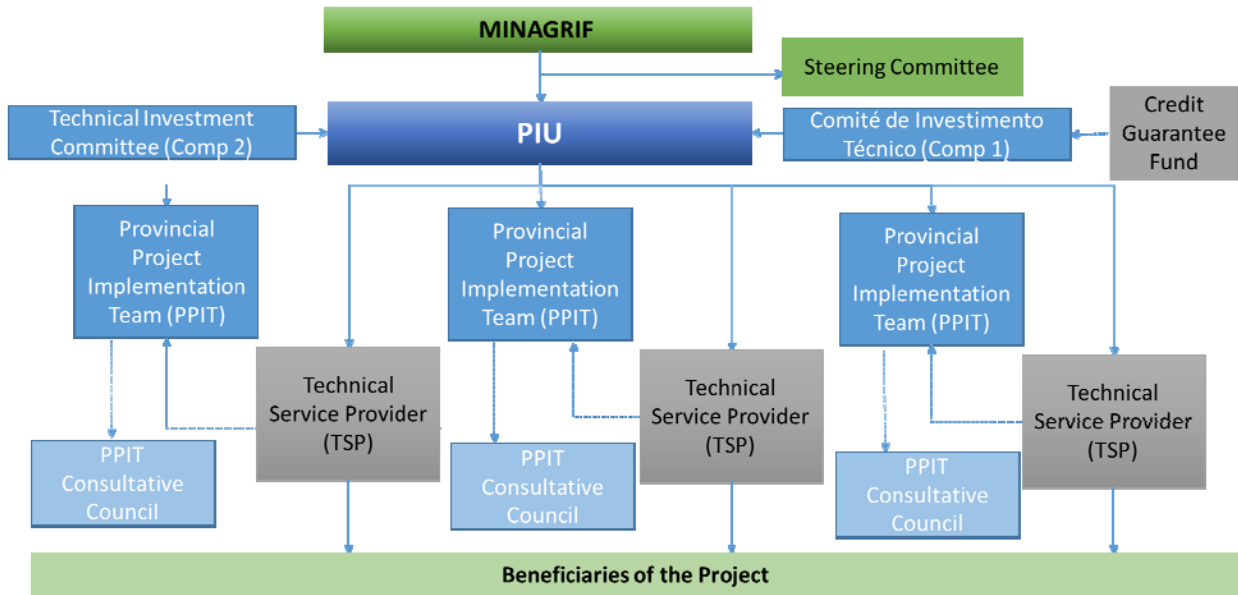 MINAGRIF
Steering Committee
Technical Investment
Committee (Comp 2)
PIU
Comité de Investimento
Técnico (Comp 1)
Credit
Guarantee
Fund
Provincial
Project
Implementation
Team (PPIT)
Provincial
Project
Implementation
Team (PPIT)
Provincial
Project
Implementation
Team (PPIT)
Technical
Service Provider
(TSP)
Technical
Service Provider
(TSP)
Technical
Service Provider
(TSP)
PPIT
Consultative
Council
PPIT
Consultative
Council
PPIT
Consultative
Council
Beneficiaries of the Project